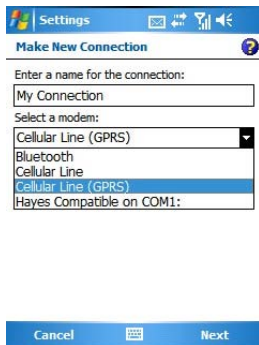 Settings
Make New Connection
Enter a name for the connection:
My Connection
Select a modem:
Cellular Line (GPRS)
Bluetooth
Cellular Line
Cellular Line (GPRS)
Hayes Compatible on COM1:
Cancel
Next